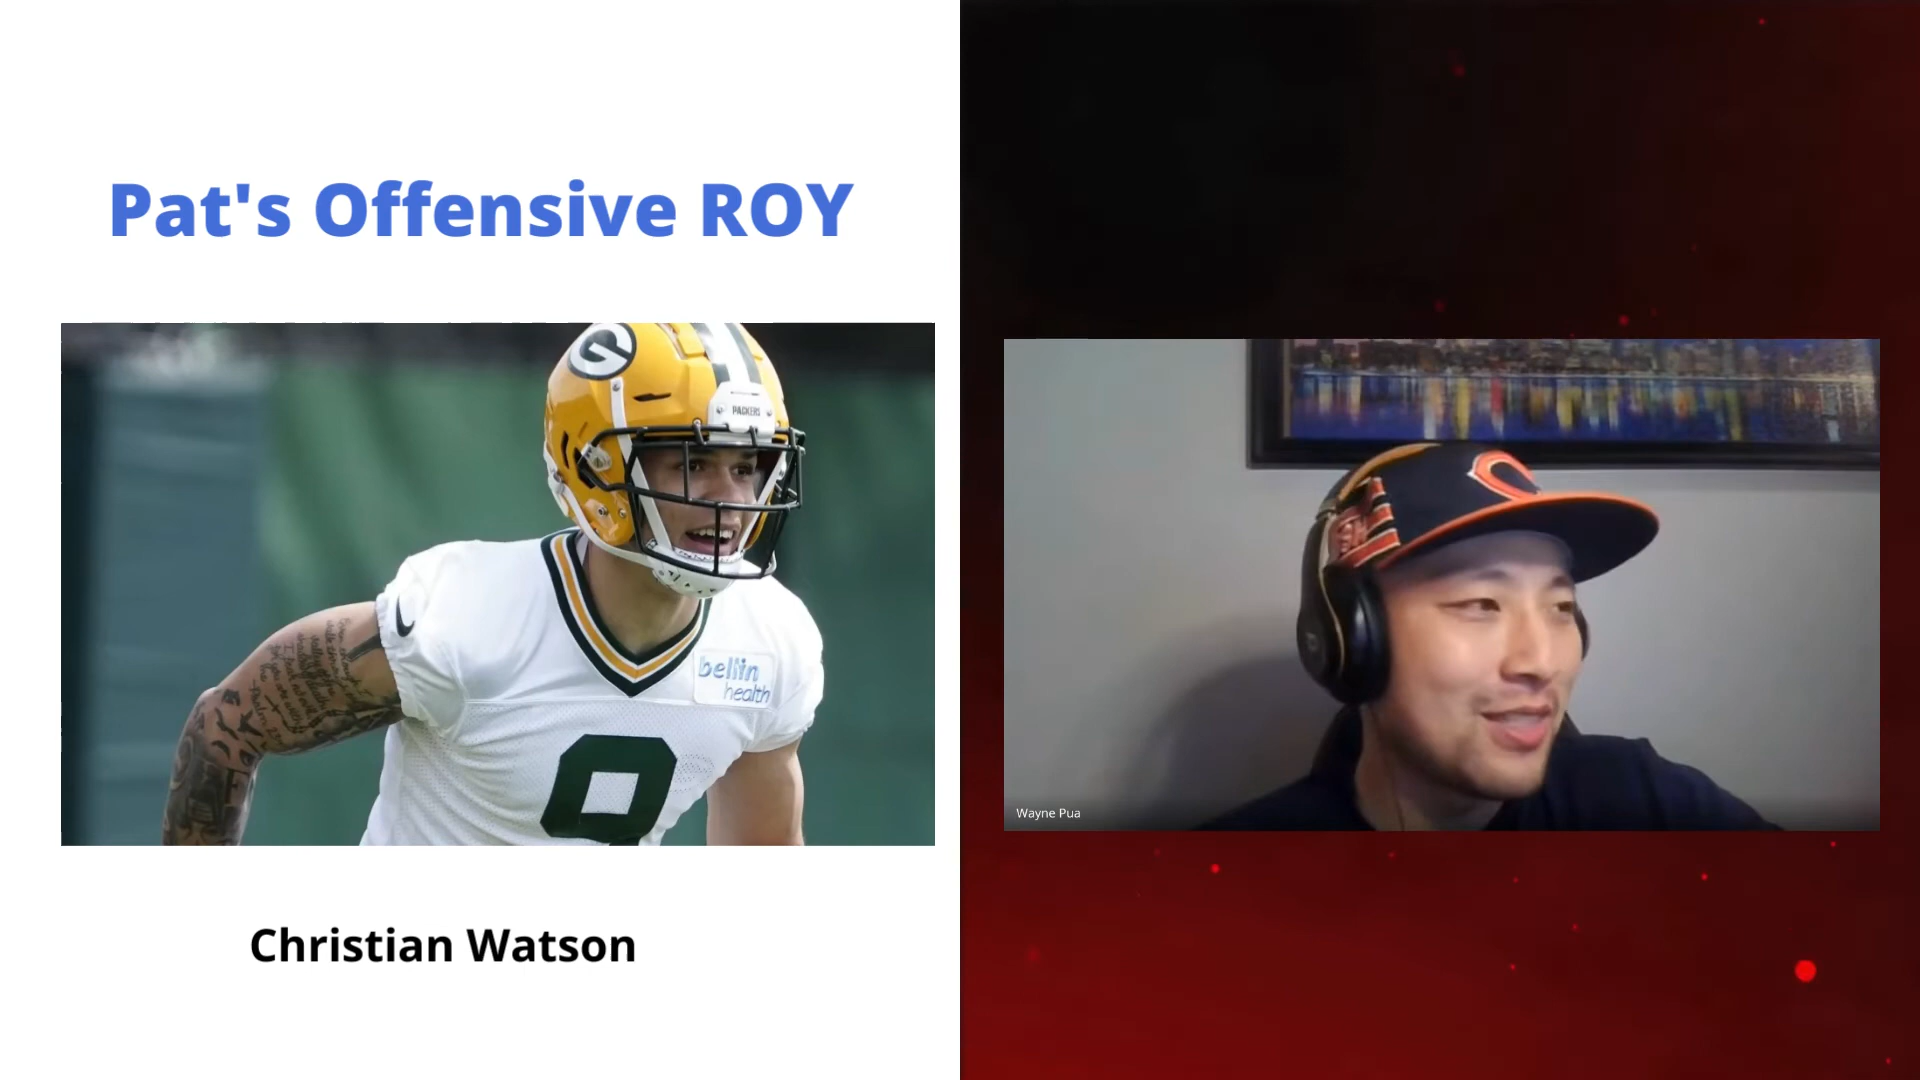 Pat's Offensive ROY
G
PACKERS
bellin
health
9
C
Wayne Pua
Christian Watson